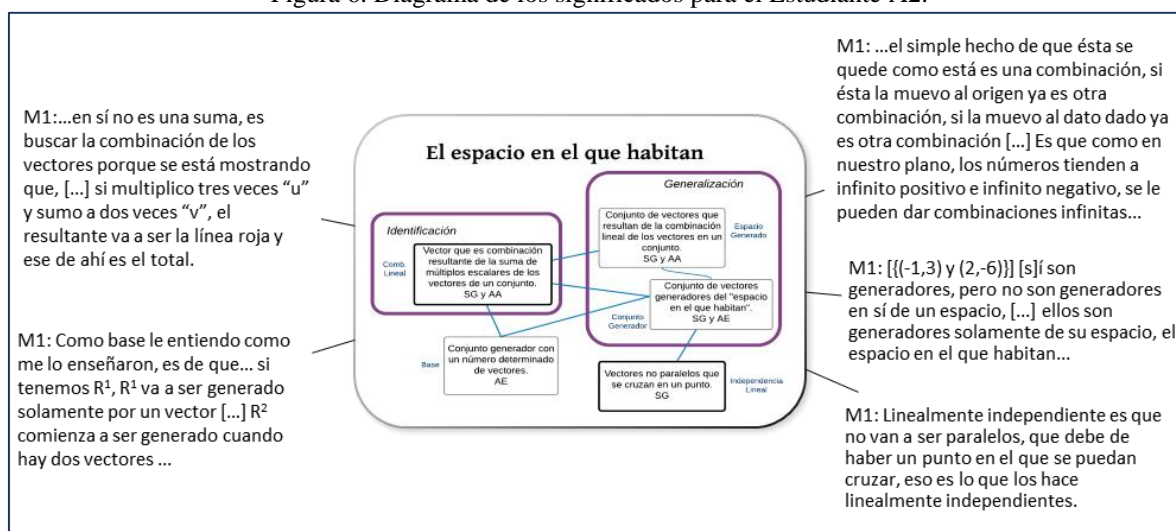 Figura 6. Diagrama de los significados para el Estudiante A2.
M1:...en sí no es una suma, es
buscar la combinación de los
vectores porque se está mostrando
que, [...] si multiplico tres veces “u”
y sumo a dos veces “v”, el
resultante va a ser la línea roja y
ese de ahí es el total.
M1: Como base le entiendo como
me lo enseñaron, es de que... si
tenemos R¹, R¹ va a ser generado
solamente por un vector [...] R²
comienza a ser generado cuando
hay dos vectores ...
El espacio en el que habitan
Identificación
Comb.
Lineal
Vector que es combinación
resultante de la suma de
múltiplos escalares de los
vectores de un conjunto.
SG y AA
Generalización
Conjunto de vectores que
resultan de la combinación
lineal de los vectores en un
conjunto.
SG y AA
Espacio
Generado
Conjunto de vectores
generadores del "espacio
en el que habitan".
SG y AE
Conjunto
Generador
Base
Conjunto generador con
un número determinado
de vectores.
AE
Vectores no paralelos que
se cruzan en un punto.
SG
Independencia
Lineal
M1: ...el simple hecho de que ésta se
quede como está es una combinación, si
ésta la muevo al origen ya es otra
combinación, si la muevo al dato dado ya
es otra combinación [...] Es que como en
nuestro plano, los números tienden a
infinito positivo e infinito negativo, se le
pueden dar combinaciones infinitas...
M1: [{(-1,3) y (2,-6)}] [s]í son
generadores, pero no son generadores
en sí de un espacio, [...] ellos son
generadores solamente de su espacio, el
espacio en el que habitan...
M1: Linealmente independiente es que
no van a ser paralelos, que debe de
haber un punto en el que se puedan
cruzar, eso es lo que los hace
linealmente independientes.